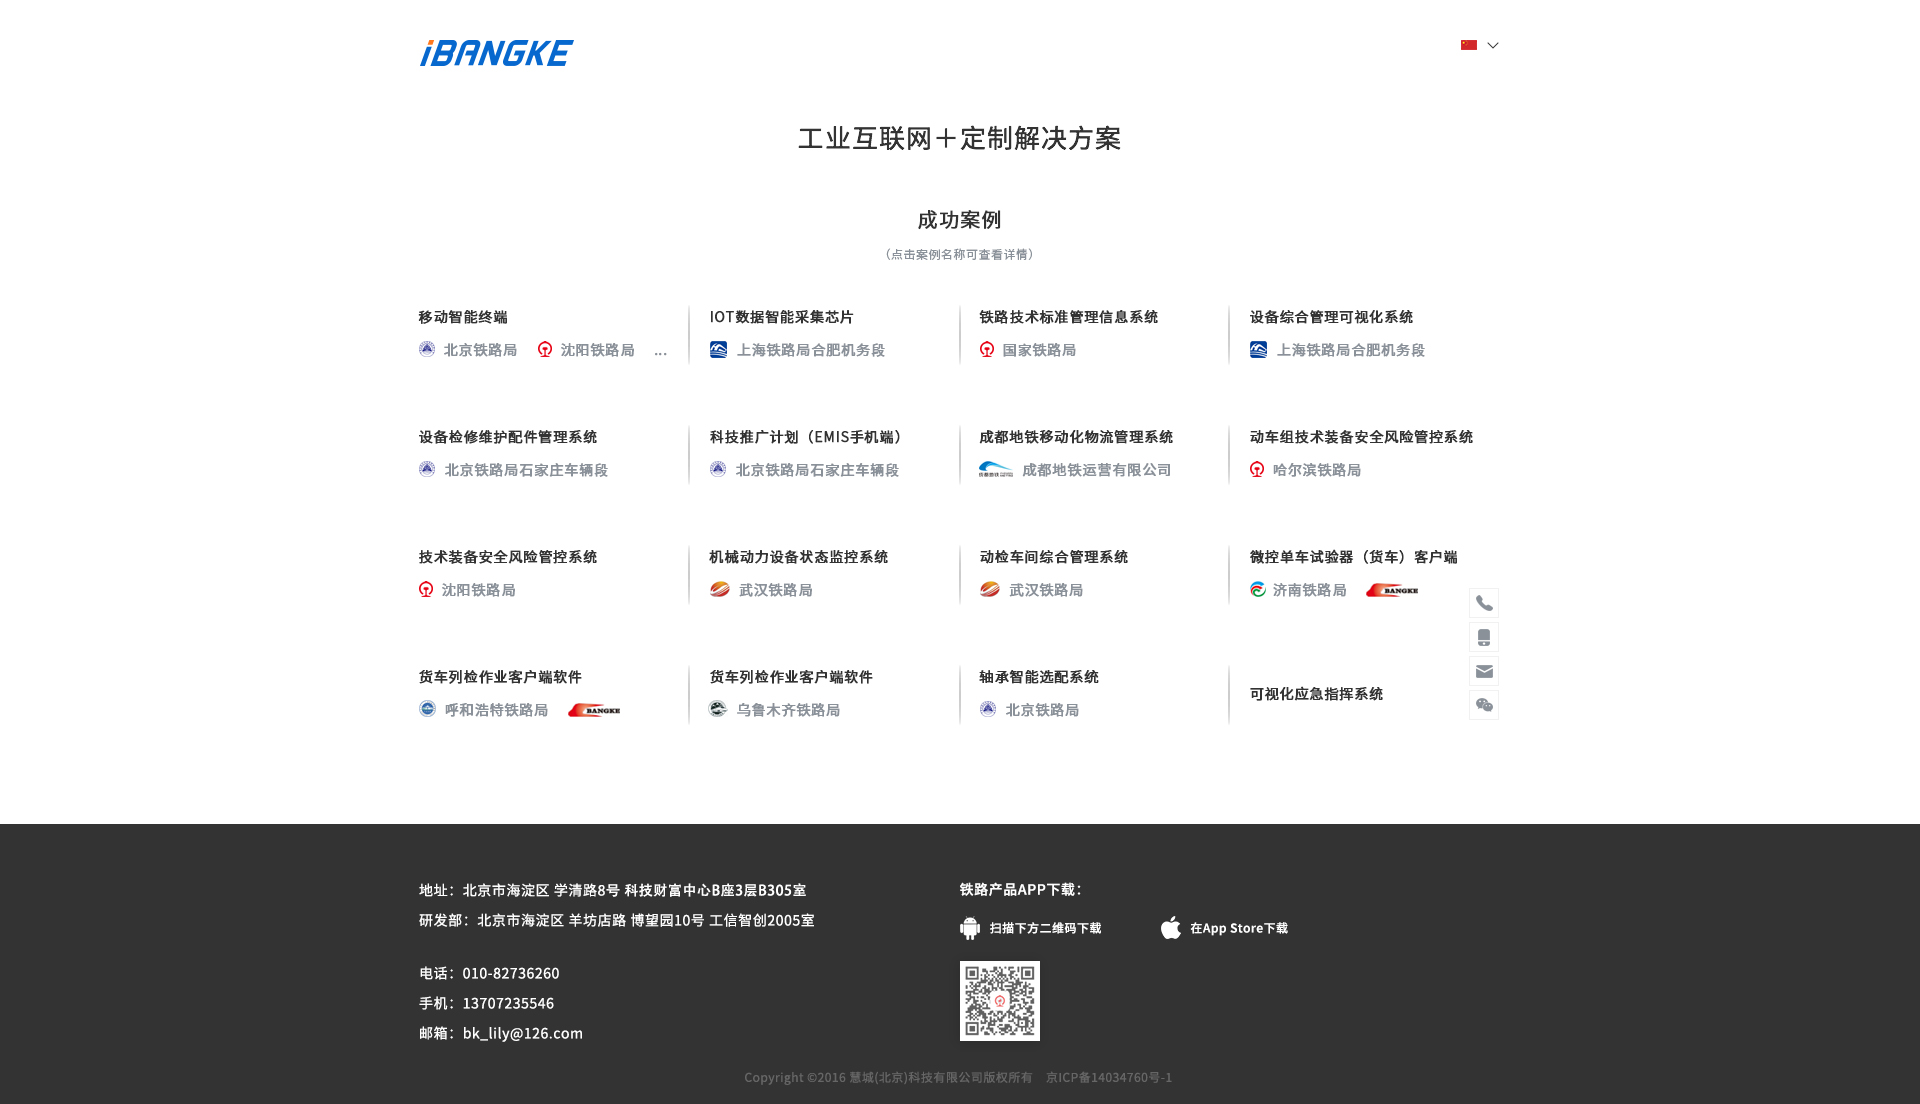 iBANGKE
工业互联网＋定制解决方案
成功案例
（点击案例名称可查看详情）
移动智能终端
北京铁路局 沈阳铁路局 ...
IOT数据智能采集芯片
上海铁路局合肥机务段
铁路技术标准管理信息系统
国家铁路局
设备综合管理可视化系统
上海铁路局合肥机务段
设备检修维护配件管理系统
北京铁路局石家庄车辆段
科技推广计划（EMIS手机端）
北京铁路局石家庄车辆段
成都地铁移动化物流管理系统
成都地铁运营有限公司
动车组技术装备安全风险管控系统
哈尔滨铁路局
技术装备安全风险管控系统
沈阳铁路局
机械动力设备状态监控系统
武汉铁路局
动检车间综合管理系统
武汉铁路局
微控单车试验器（货车）客户端
济南铁路局 BANGKE
货车列检作业客户端软件
呼和浩特铁路局 BANGKE
货车列检作业客户端软件
乌鲁木齐铁路局
轴承智能选配系统
北京铁路局
可视化应急指挥系统
地址：北京市海淀区 学清路8号 科技财富中心B座3层B305室
研发部：北京市海淀区 羊坊店路 博望园10号 工信智创2005室
电话：010-82736260
手机：13707235546
邮箱：bk_lily@126.com
铁路产品APP下载：
扫描下方二维码下载
在App Store下载
Copyright ©2016 慧城(北京)科技有限公司版权所有 京ICP备14034760号-1